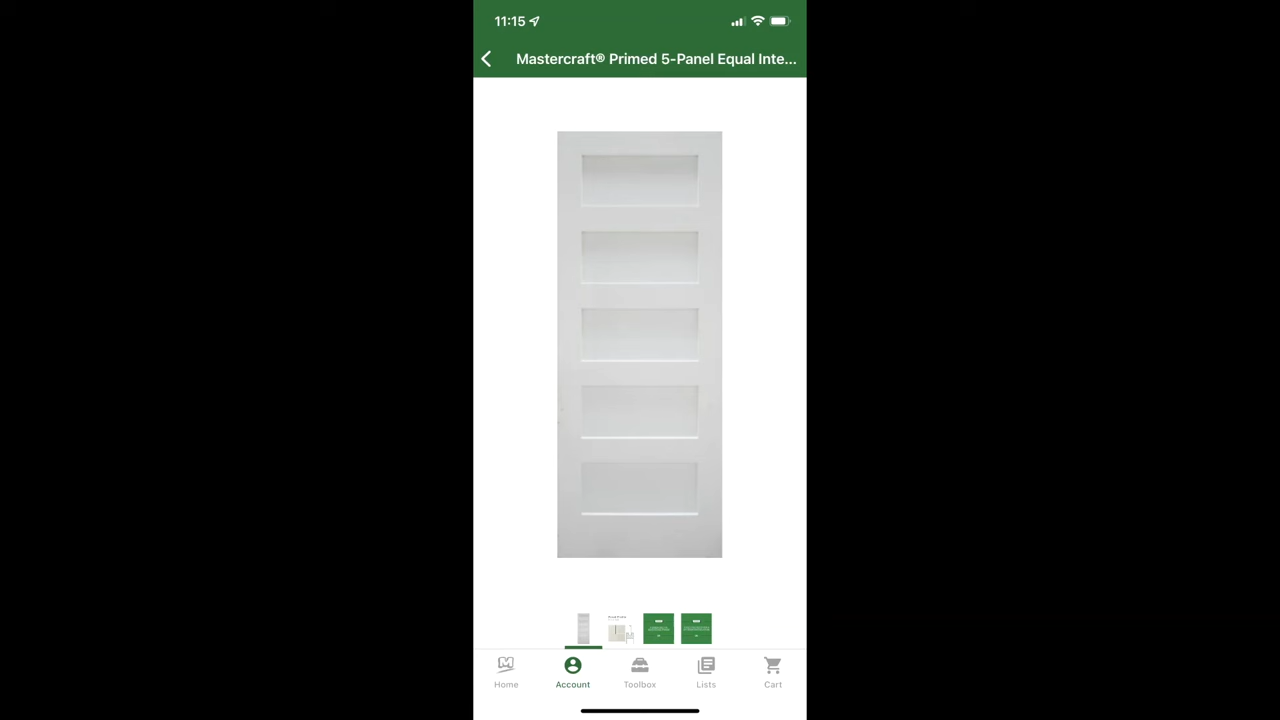 11:15
Mastercraft® Primed 5-Panel Equal Inte...
Home
Account
Toolbox
Lists
Cart